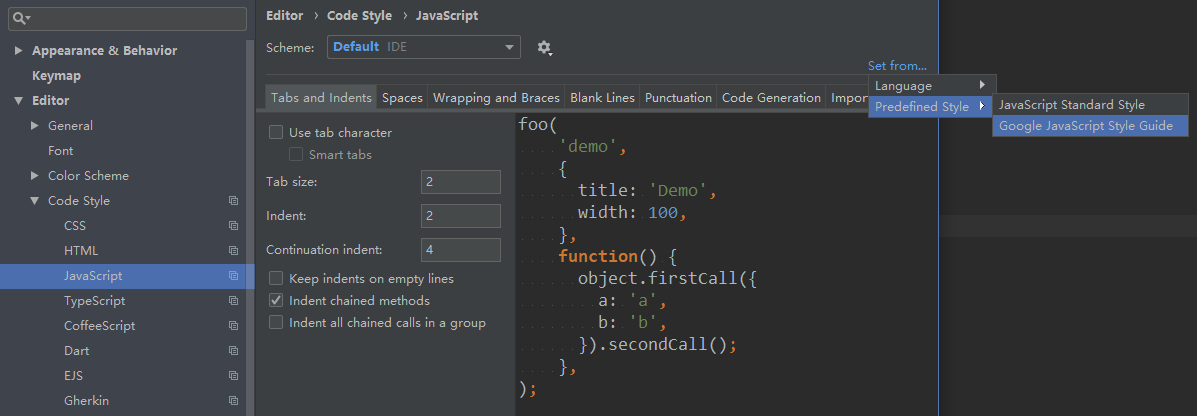 Editor › Code Style › JavaScript
Scheme: Default IDE
Set from...
Language
Predefined Style
JavaScript Standard Style
Google JavaScript Style Guide
Appearance & Behavior
Keymap
Editor
General
Font
Color Scheme
Code Style
CSS
HTML
JavaScript
TypeScript
CoffeeScript
Dart
EJS
Gherkin
Tabs and Indents Spaces Wrapping and Braces Blank Lines Punctuation Code Generation Impor
Use tab character
Smart tabs
Tab size: 2
Indent: 2
Continuation indent: 4
Keep indents on empty lines
Indent chained methods
Indent all chained calls in a group
foo(
'demo',
{
title: 'Demo',
width: 100,
},
function() {
object.firstCall({
a: 'a',
b: 'b',
}).secondCall();
},
);